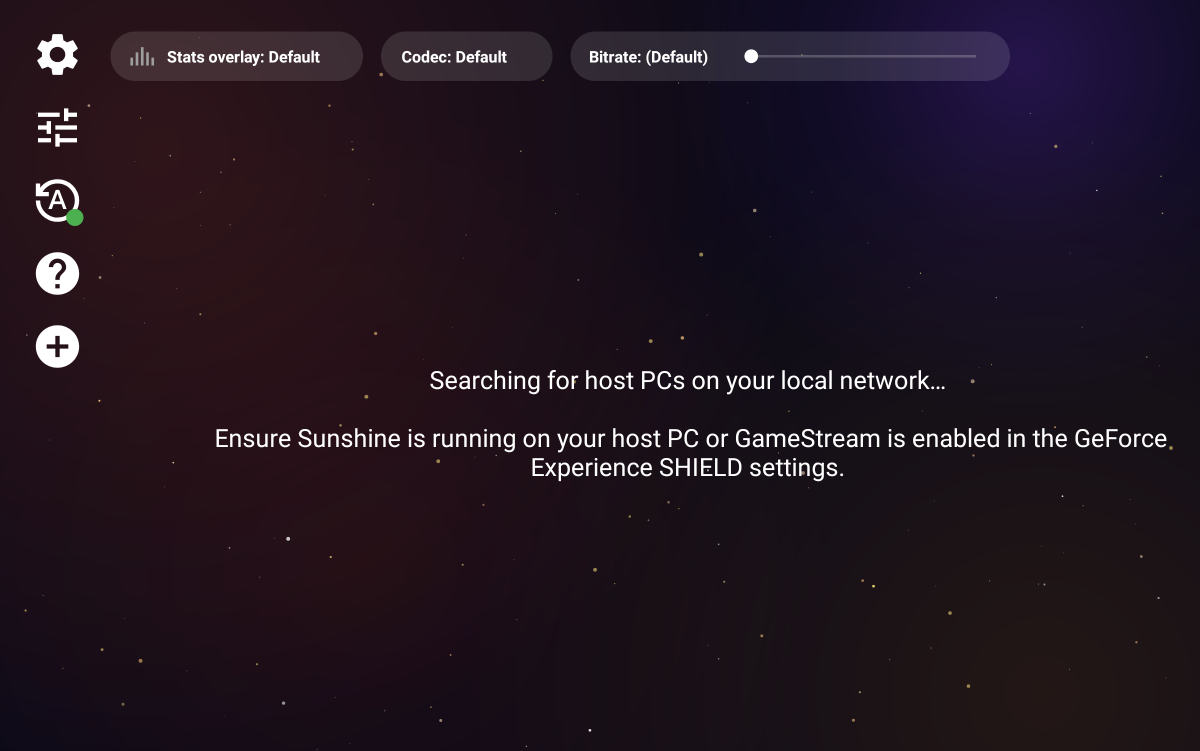 Stats overlay: Default
Codec: Default
Bitrate: (Default)
A
Searching for host PCs on your local network...
Ensure Sunshine is running on your host PC or GameStream is enabled in the GeForce
Experience SHIELD settings.